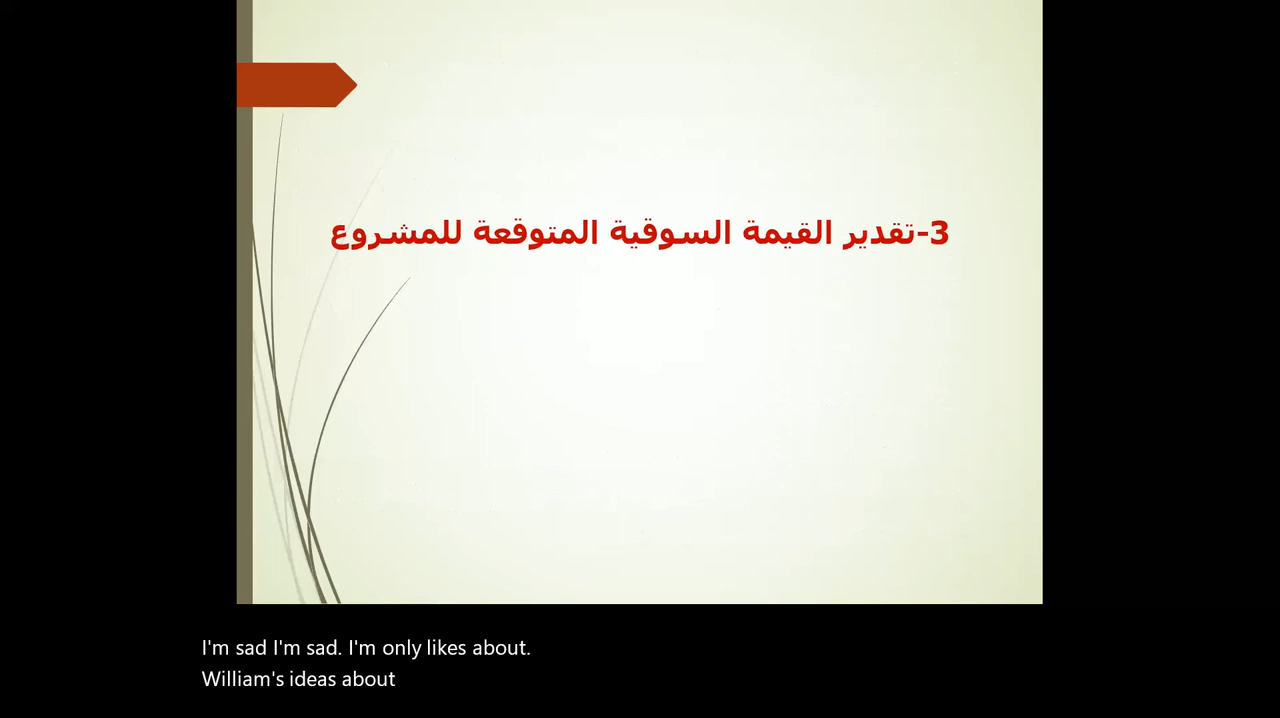 3-تقدير القيمة السوقية المتوقعة للمشروع
I'm sad I'm sad. I'm only likes about.
William's ideas about